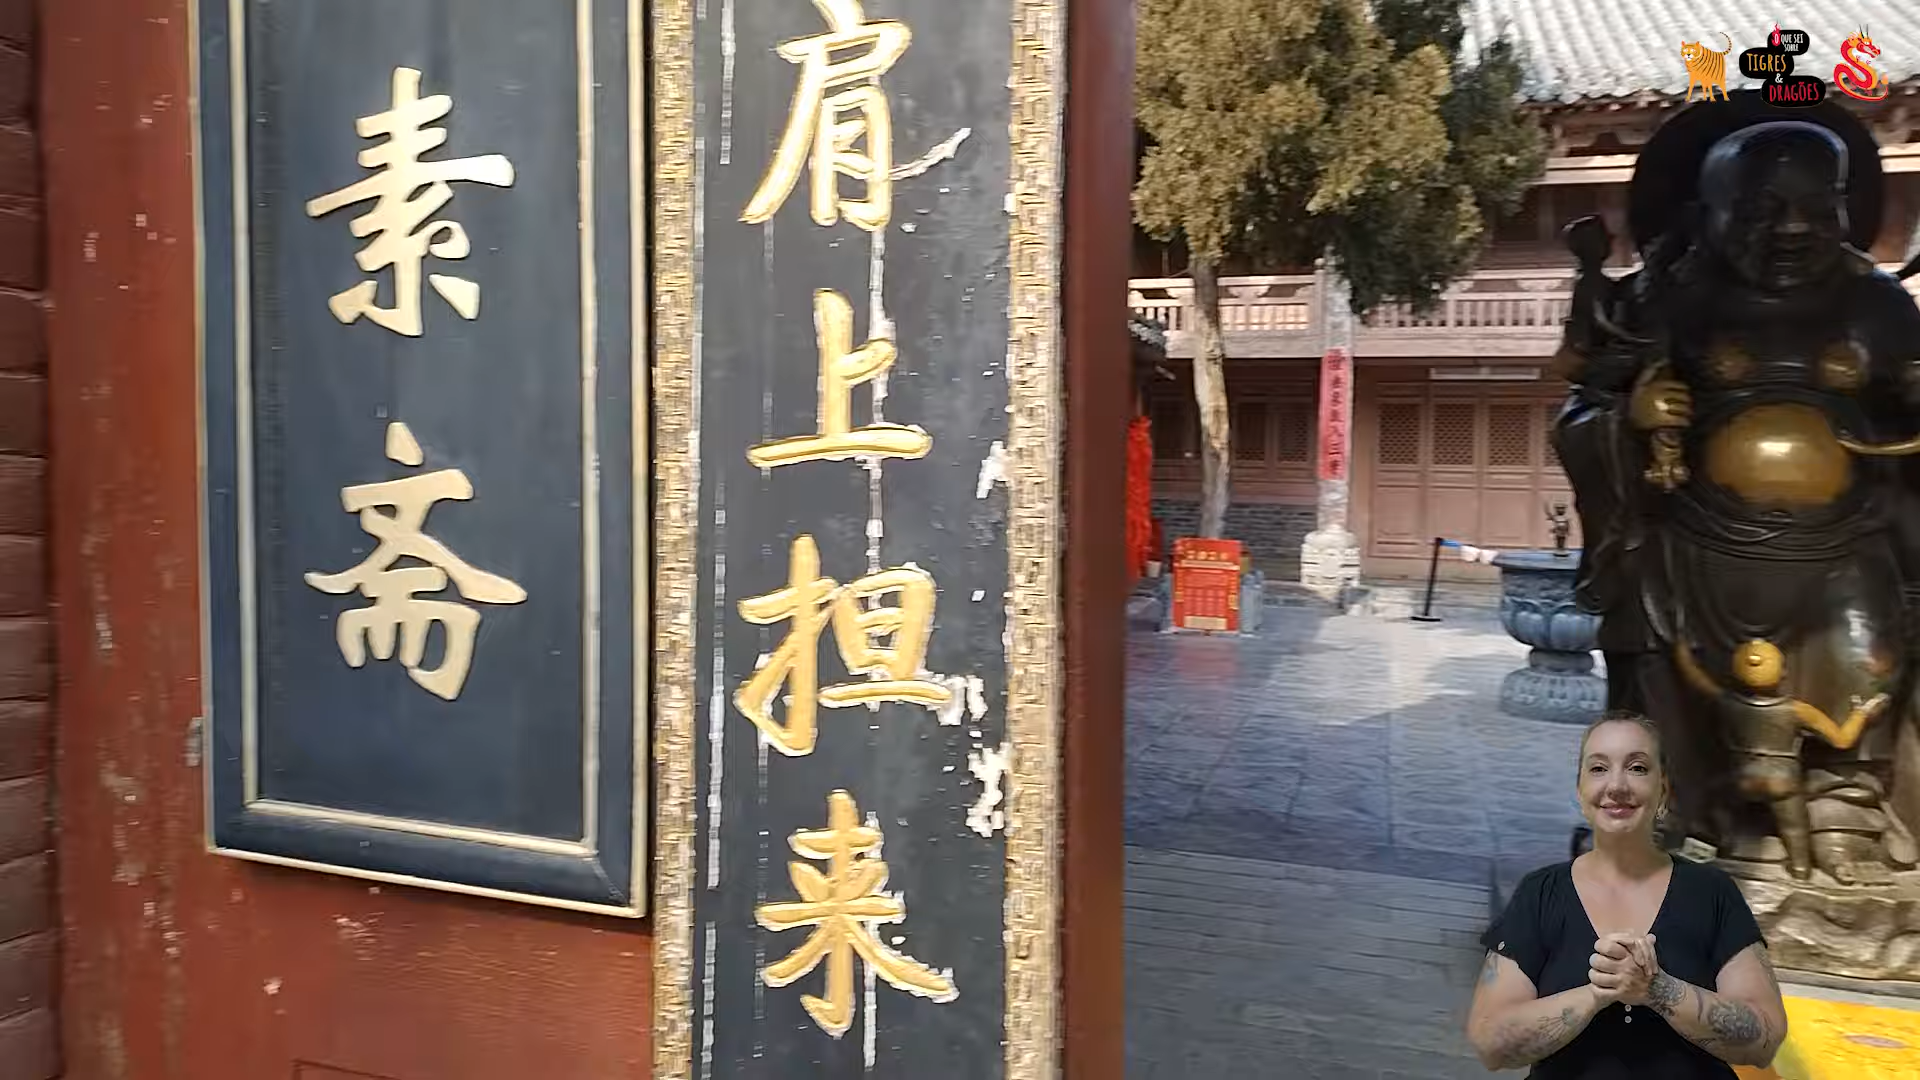 素斋
肩上担来
O QUE SEI
SOBRE
TIGRES
&
DRAGÕES